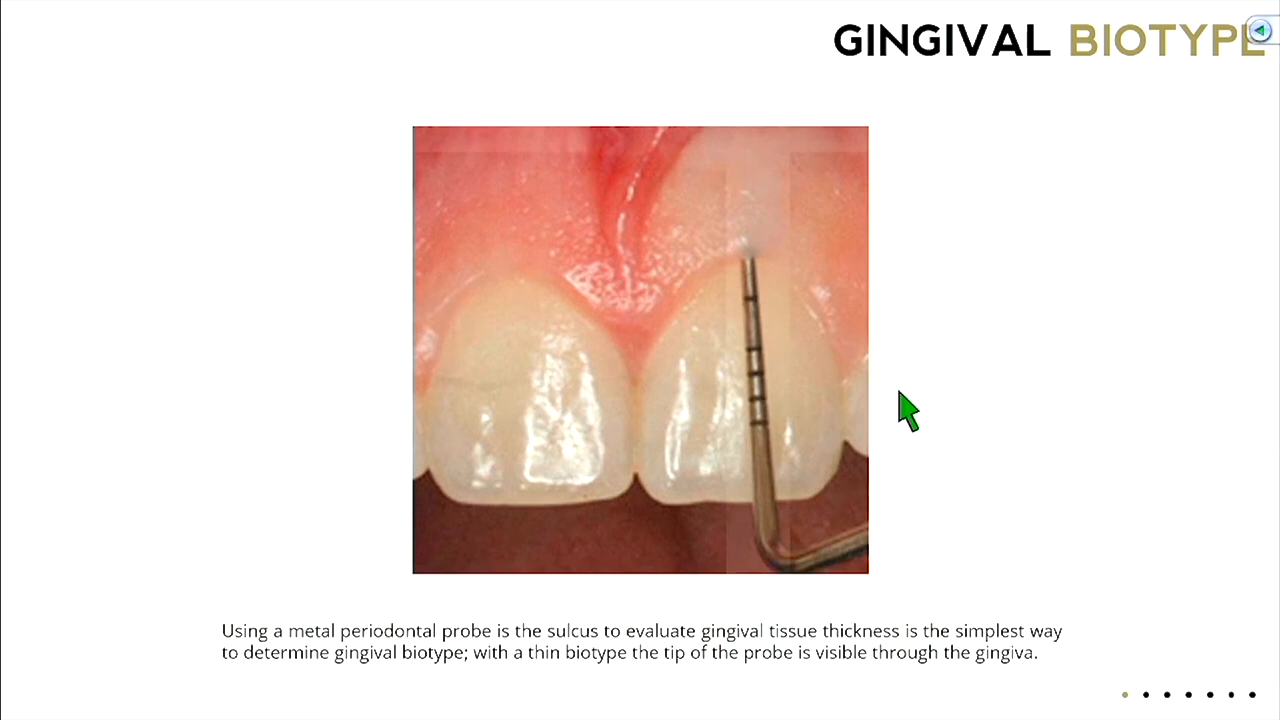 GINGIVAL BIOTYPE
Using a metal periodontal probe is the sulcus to evaluate gingival tissue thickness is the simplest way
to determine gingival biotype; with a thin biotype the tip of the probe is visible through the gingiva.